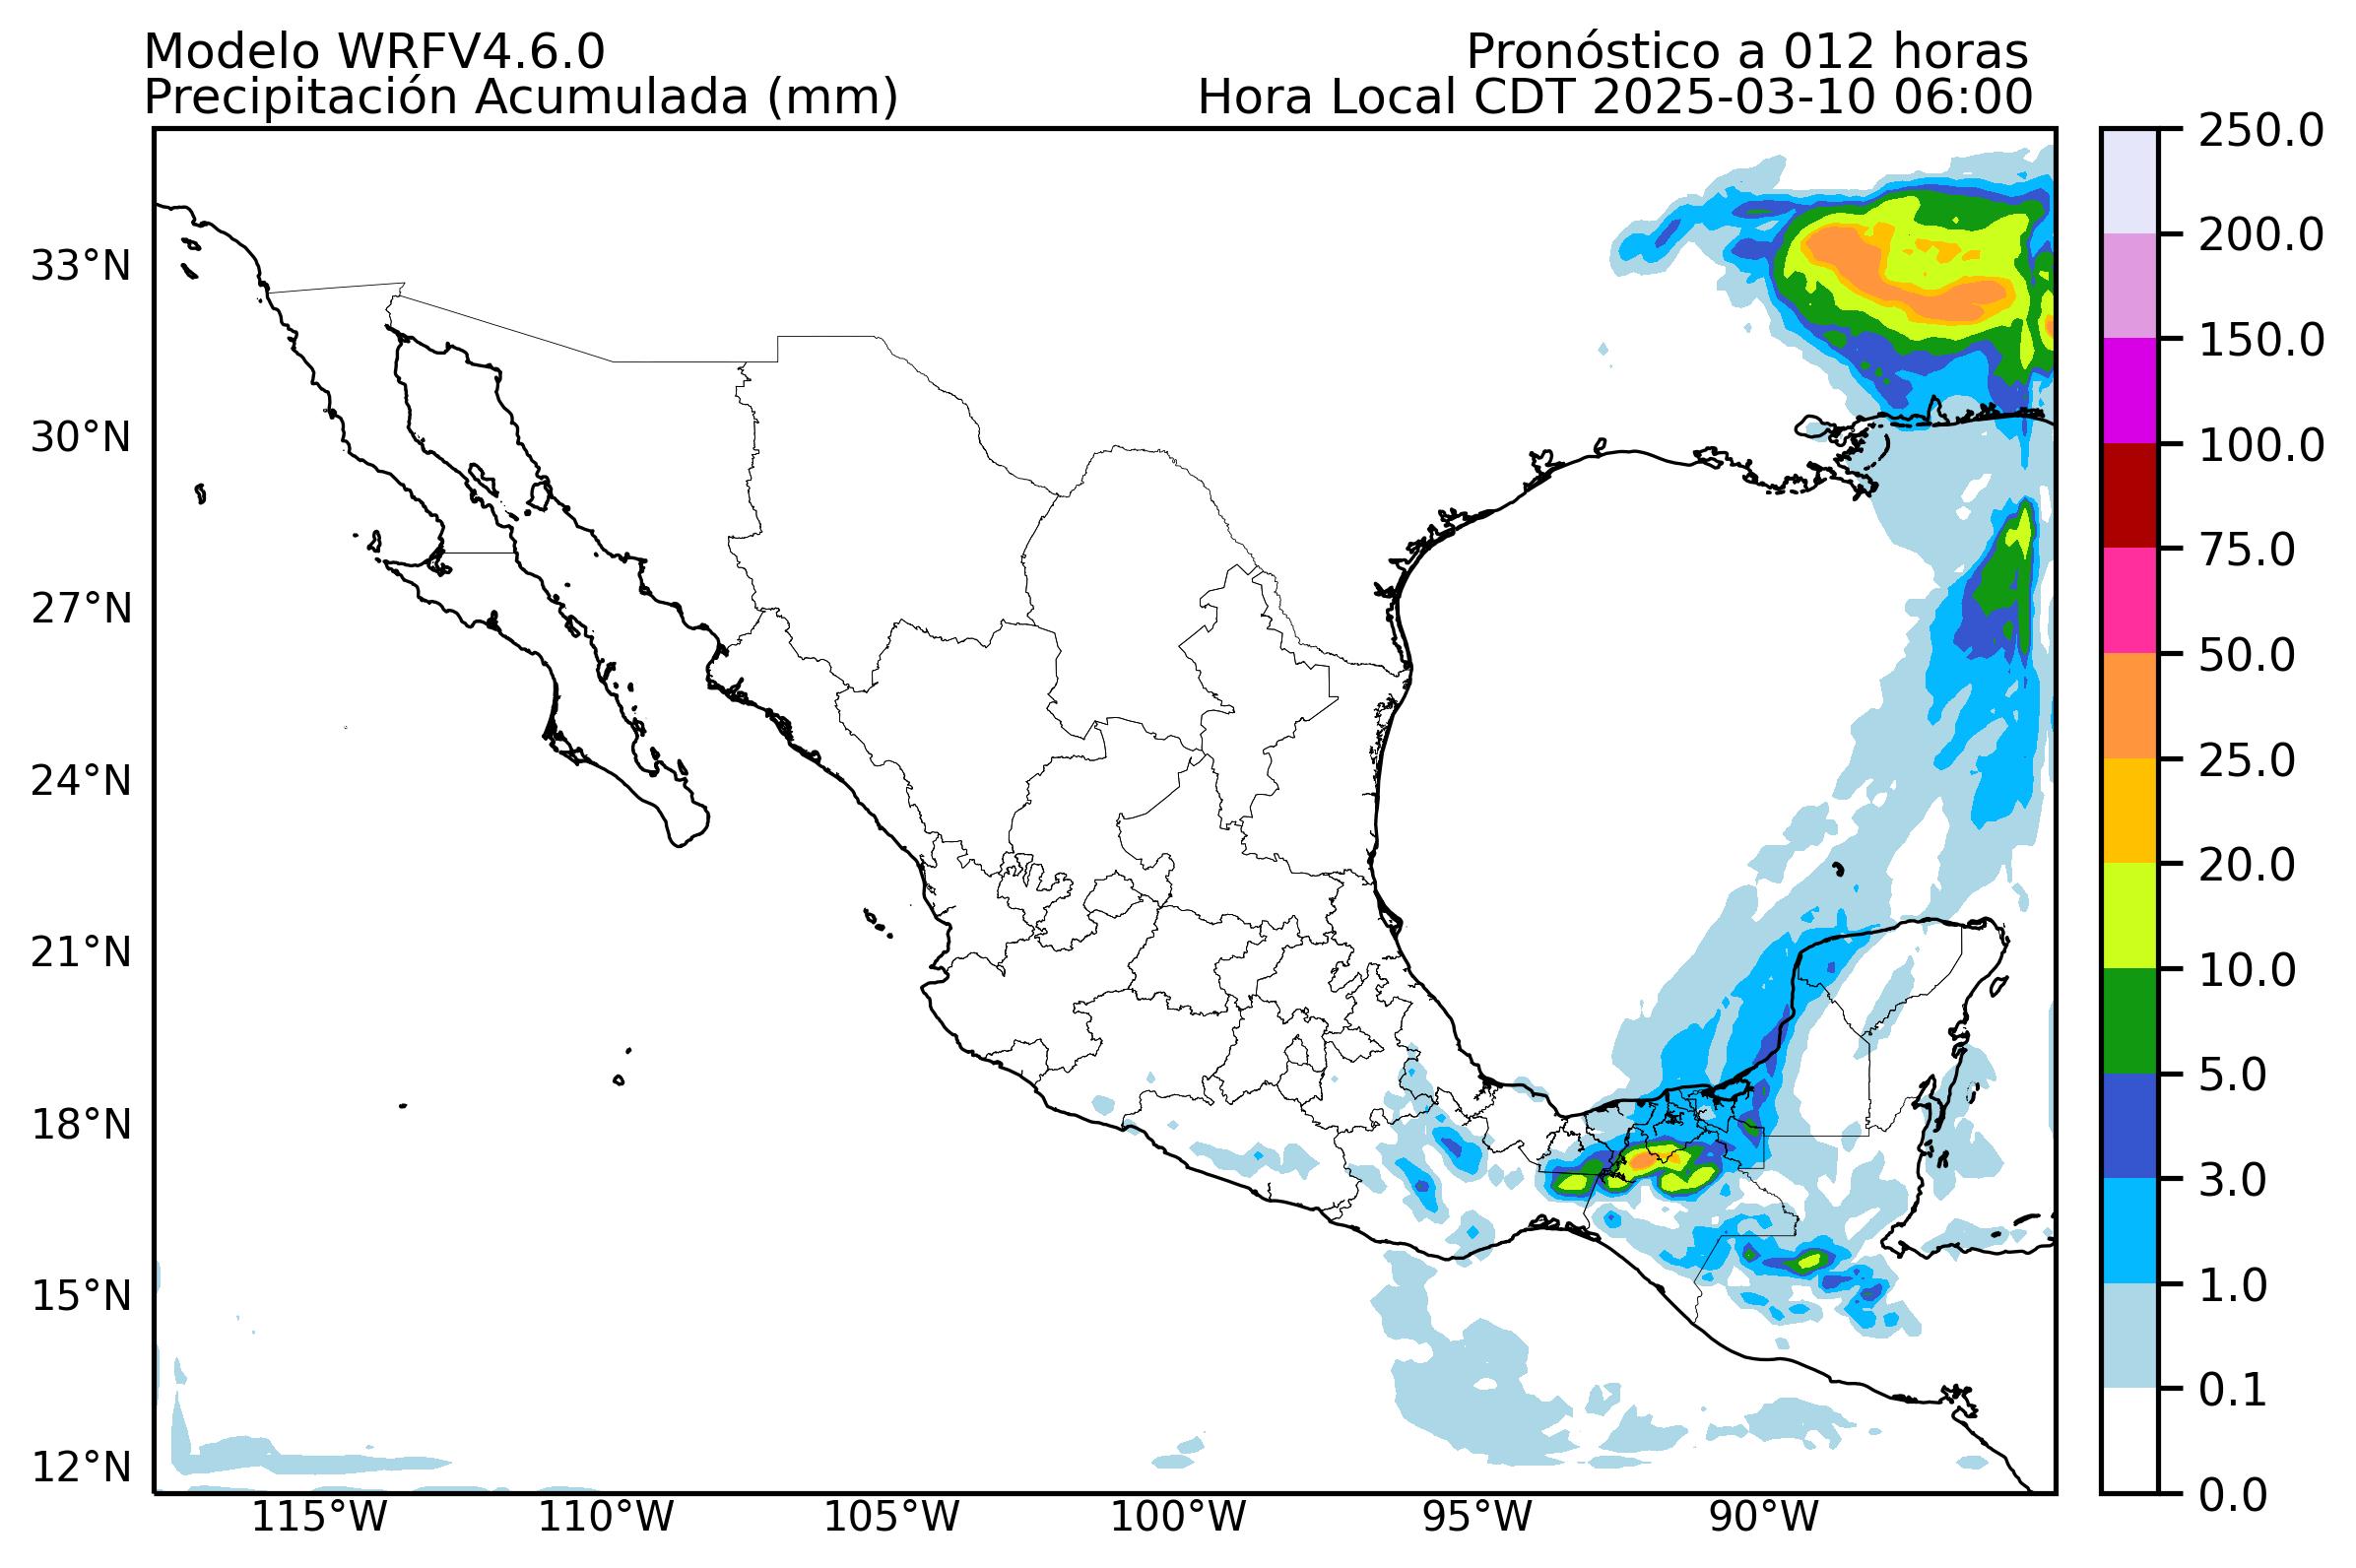 Modelo WRFV4.6.0
Pronóstico a 012 horas
Precipitación Acumulada (mm)
Hora Local CDT 2025-03-10 06:00
33°N
30°N
27°N
24°N
21°N
18°N
15°N
12°N
115°W
110°W
105°W
100°W
95°W
90°W
250.0
200.0
150.0
100.0
75.0
50.0
25.0
20.0
10.0
5.0
3.0
1.0
0.1
0.0